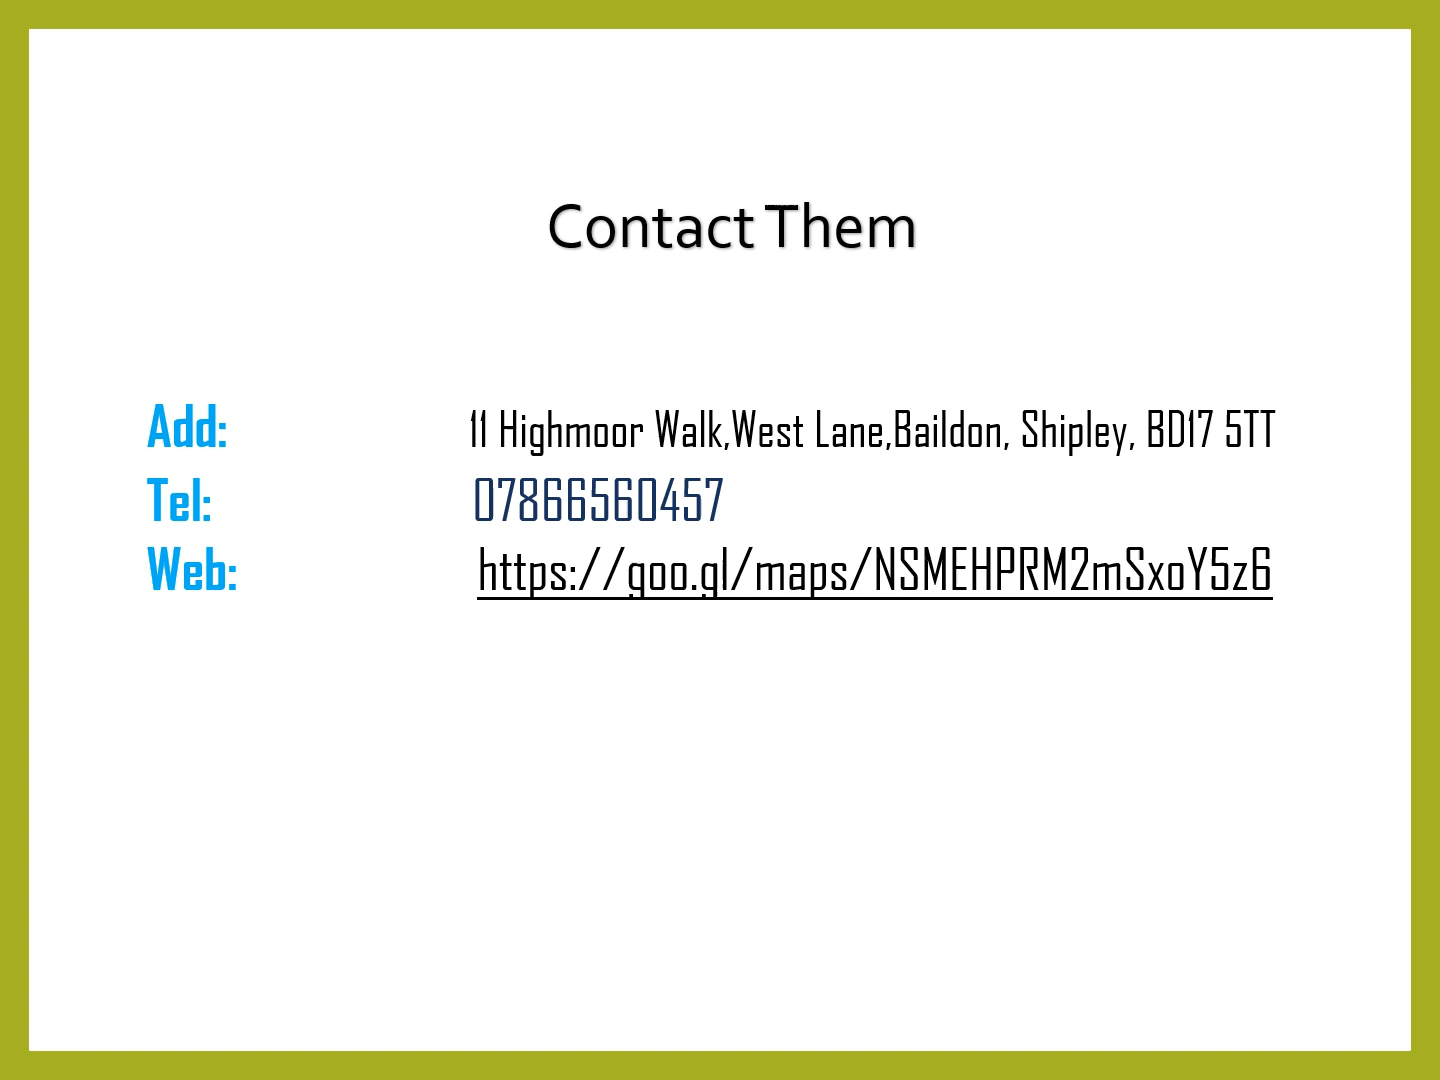 Contact Them
Add: 11 Highmoor Walk,West Lane,Baildon, Shipley, BD17 5TT
Tel: 07866560457
Web: https://goo.gl/maps/NSMEHPRM2mSxoY5z6